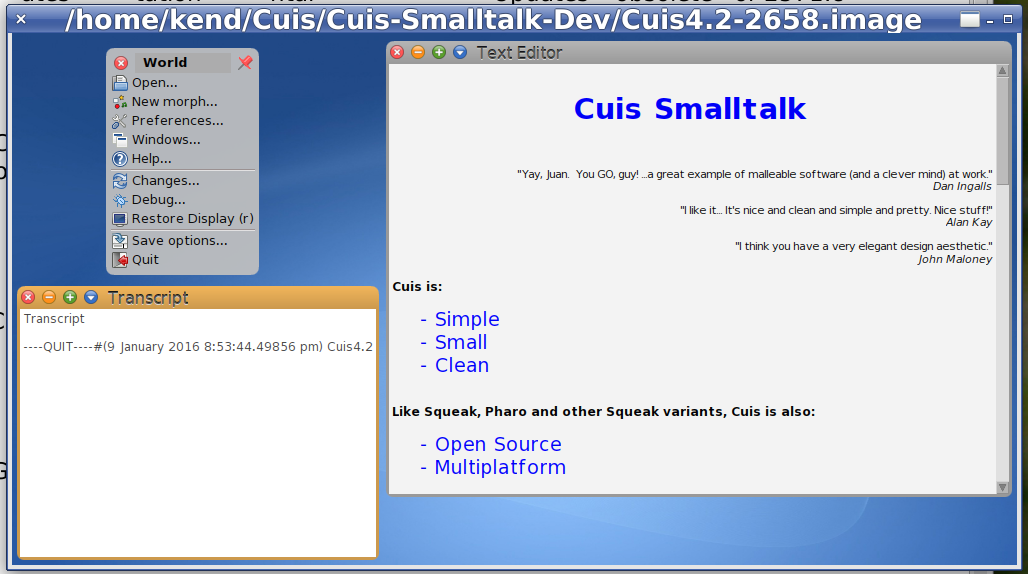 /home/kend/Cuis/Cuis-Smalltalk-Dev/Cuis4.2-2658.image
World
Open...
New morph...
Preferences...
Windows...
Help...
Changes...
Debug...
Restore Display (r)
Save options...
Quit
Transcript
Transcript
----QUIT----#(9 January 2016 8:53:44.49856 pm) Cuis4.2
Text Editor
Cuis Smalltalk
"Yay, Juan.  You GO, guy! ...a great example of malleable software (and a clever mind) at work."
Dan Ingalls
"I like it... It's nice and clean and simple and pretty. Nice stuff!"
Alan Kay
"I think you have a very elegant design aesthetic."
John Maloney
Cuis is:
- Simple
- Small
- Clean
Like Squeak, Pharo and other Squeak variants, Cuis is also:
- Open Source
- Multiplatform